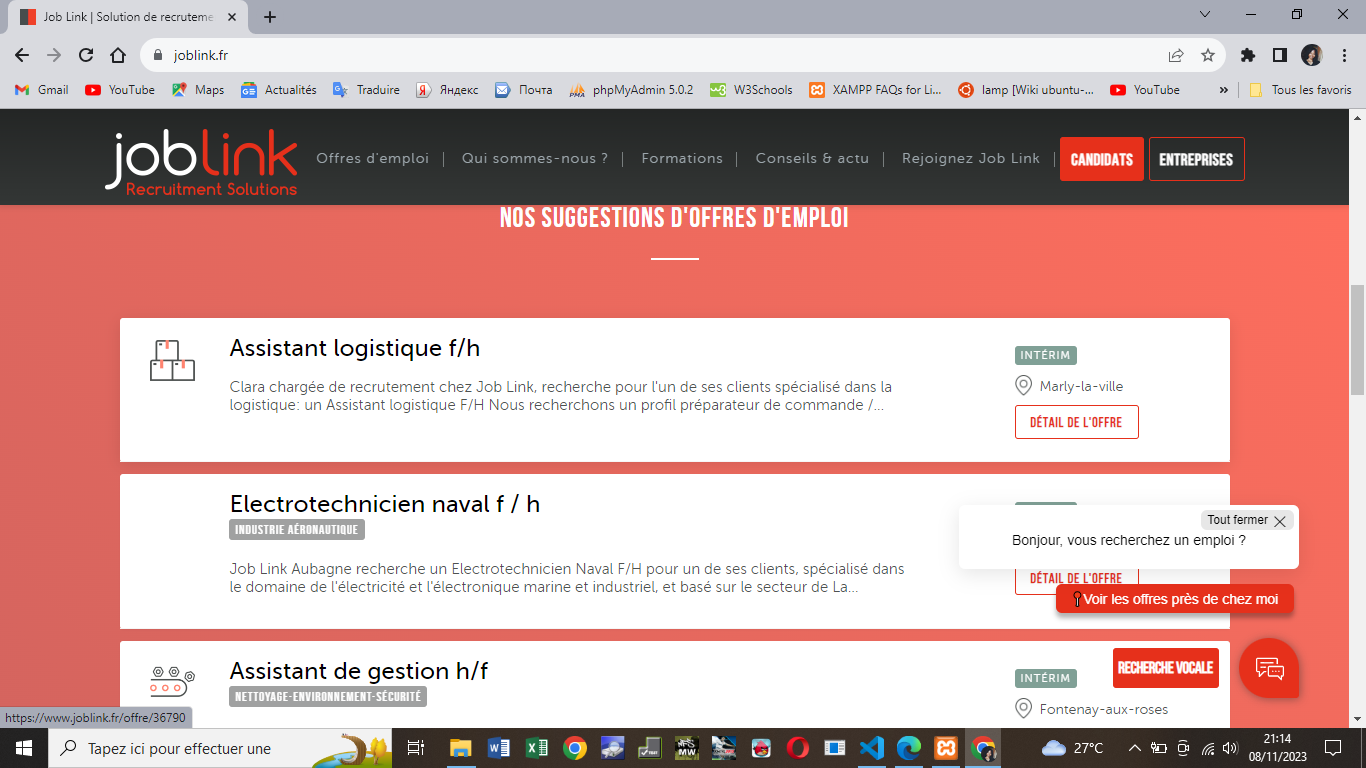 Job Link | Solution de recruteme
joblink.fr
Gmail
YouTube
Maps
Actualités
Traduire
Яндекс
Почта
phpMyAdmin 5.0.2
W3Schools
XAMPP FAQs for Li...
lamp [Wiki ubuntu-...
YouTube
»
Tous les favoris
joblink
Recruitment Solutions
Offres d'emploi
Qui sommes-nous ?
Formations
Conseils & actu
Rejoignez Job Link
CANDIDATS
ENTREPRISES
NOS SUGGESTIONS D'OFFRES D'EMPLOI
Assistant logistique f/h
Clara chargée de recrutement chez Job Link, recherche pour l'un de ses clients spécialisé dans la
logistique: un Assistant logistique F/H Nous recherchons un profil préparateur de commande /...
INTÉRIM
Marly-la-ville
DÉTAIL DE L'OFFRE
Electrotechnicien naval f / h
INDUSTRIE AÉRONAUTIQUE
Job Link Aubagne recherche un Electrotechnicien Naval F/H pour un de ses clients, spécialisé dans
le domaine de l'électricité et l'électronique marine et industriel, et basé sur le secteur de La...
Tout fermer
Bonjour, vous recherchez un emploi ?
DÉTAIL DE L'OFFRE
Voir les offres près de chez moi
Assistant de gestion h/f
NETTOYAGE-ENVIRONNEMENT-SÉCURITÉ
INTÉRIM
Fontenay-aux-roses
RECHERCHE VOCALE
https://www.joblink.fr/offre/36790
Tapez ici pour effectuer une
27°C
21:14
08/11/2023